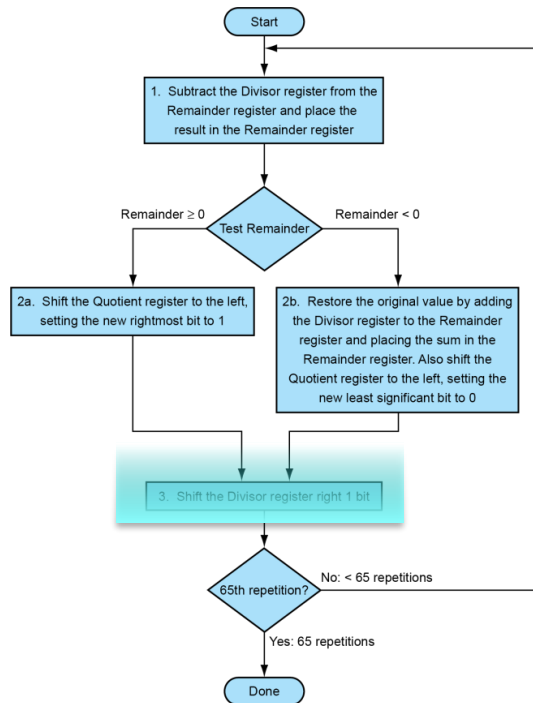 Start
1. Subtract the Divisor register from the
Remainder register and place the
result in the Remainder register
Remainder ≥ 0
Remainder < 0
Test Remainder
2a. Shift the Quotient register to the left,
setting the new rightmost bit to 1
2b. Restore the original value by adding
the Divisor register to the Remainder
register and placing the sum in the
Remainder register. Also shift the
Quotient register to the left, setting the
new least significant bit to 0
3. Shift the Divisor register right 1 bit
65th repetition?
No: < 65 repetitions
Yes: 65 repetitions
Done